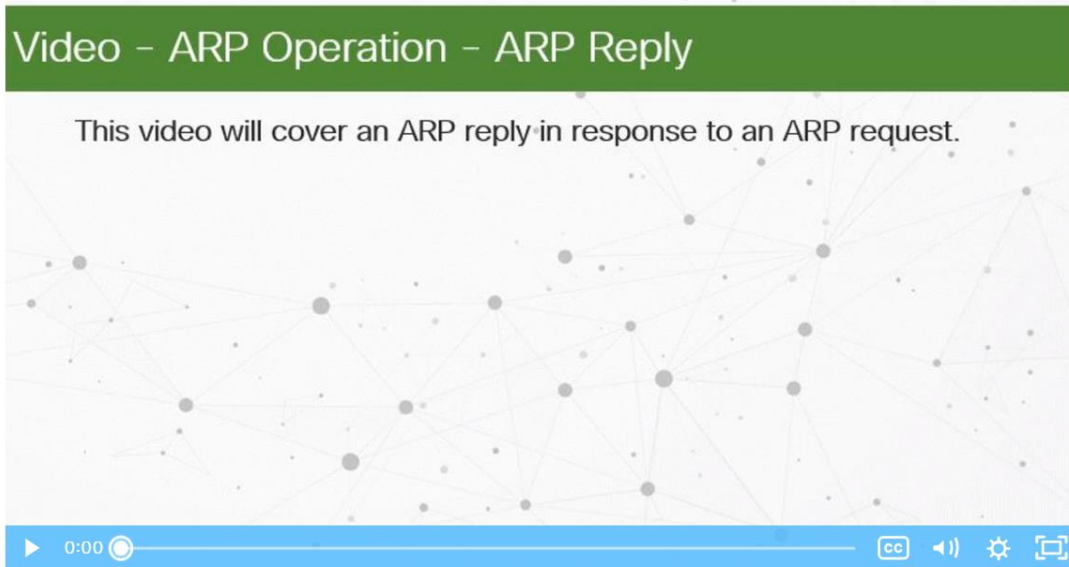 Video - ARP Operation - ARP Reply
This video will cover an ARP reply in response to an ARP request.
0:00
CC